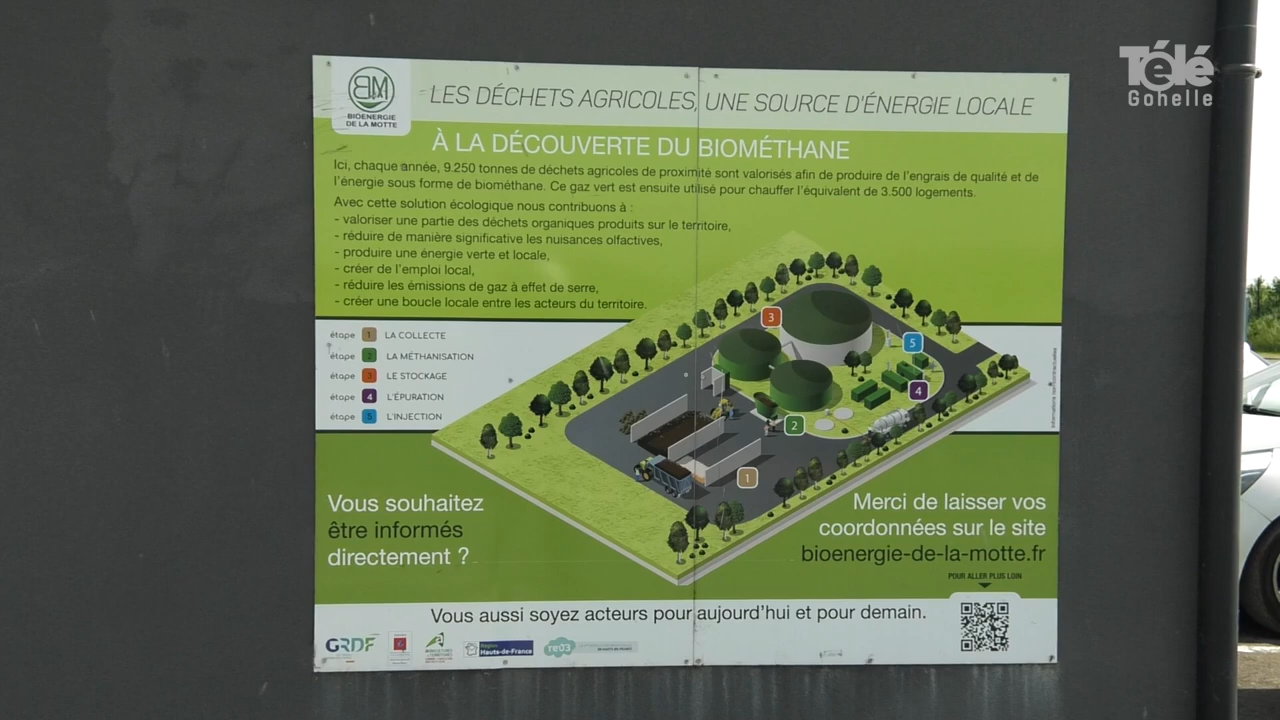 Télé
Gohelle
BM
BIOENERGIE
DE LA MOTTE
LES DÉCHETS AGRICOLES, UNE SOURCE D'ÉNERGIE LOCALE
À LA DÉCOUVERTE DU BIOMÉTHANE
Ici, chaque année, 9.250 tonnes de déchets agricoles de proximité sont valorisés afin de produire de l'engrais de qualité et de
l'énergie sous forme de biométhane. Ce gaz vert est ensuite utilisé pour chauffer l'équivalent de 3.500 logements.
Avec cette solution écologique nous contribuons à :
- valoriser une partie des déchets organiques produits sur le territoire,
- réduire de manière significative les nuisances olfactives,
- produire une énergie verte et locale,
- créer de l'emploi local,
- réduire les émissions de gaz à effet de serre,
- créer une boucle locale entre les acteurs du territoire.
étape 1 LA COLLECTE
étape 2 LA MÉTHANISATION
étape 3 LE STOCKAGE
étape 4 L'ÉPURATION
étape 5 L'INJECTION
3
5
4
2
1
Vous souhaitez
être informés
directement ?
Merci de laisser vos
coordonnées sur le site
bioenergie-de-la-motte.fr
POUR ALLER PLUS LOIN
Vous aussi soyez acteurs pour aujourd'hui et pour demain.
GRDF
Région
Hauts-de-France